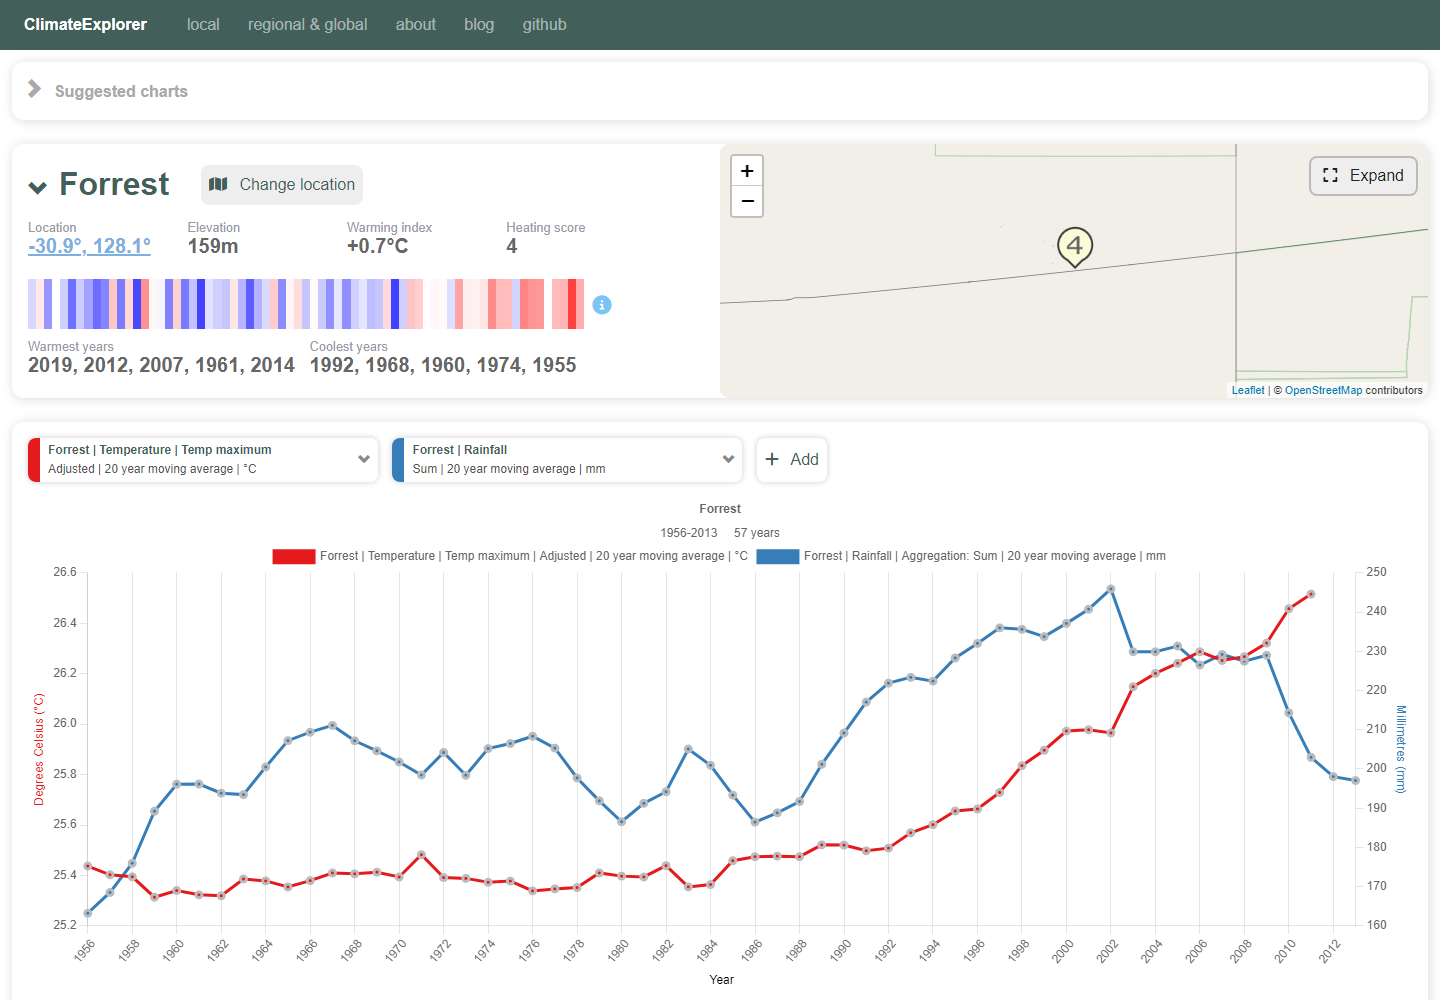 ClimateExplorer local regional & global about blog github
Suggested charts
Forrest Change location
Location Elevation Warming index Heating score
-30.9°, 128.1° 159m +0.7°C 4
Warmest years Coolest years
2019, 2012, 2007, 1961, 2014 1992, 1968, 1960, 1974, 1955
+
−
4
Expand
Leaflet | © OpenStreetMap contributors
Forrest | Temperature | Temp maximum
Adjusted | 20 year moving average | °C
Forrest | Rainfall
Sum | 20 year moving average | mm
+ Add
Forrest
1956-2013 57 years
Forrest | Temperature | Temp maximum | Adjusted | 20 year moving average | °C Forrest | Rainfall | Aggregation: Sum | 20 year moving average | mm
26.6
26.4
26.2
26.0
25.8
25.6
25.4
25.2
Degrees Celsius (°C)
250
240
230
220
210
200
190
180
170
160
Millimetres (mm)
1956 1958 1960 1962 1964 1966 1968 1970 1972 1974 1976 1978 1980 1982 1984 1986 1988 1990 1992 1994 1996 1998 2000 2002 2004 2006 2008 2010 2012
Year